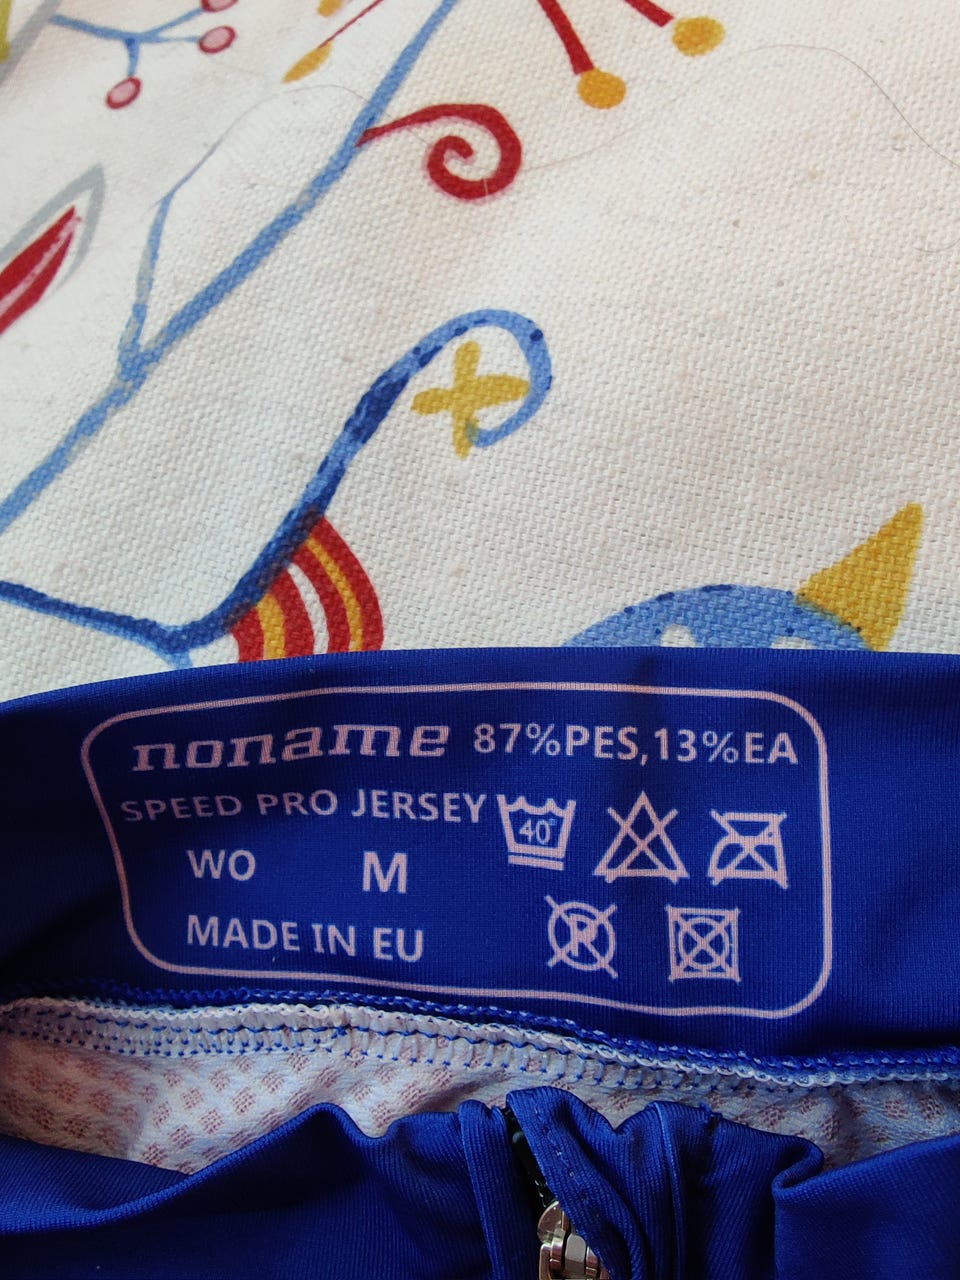 noname 87%PES,13%EA
SPEED PRO JERSEY 40°
WO M
P
MADE IN EU